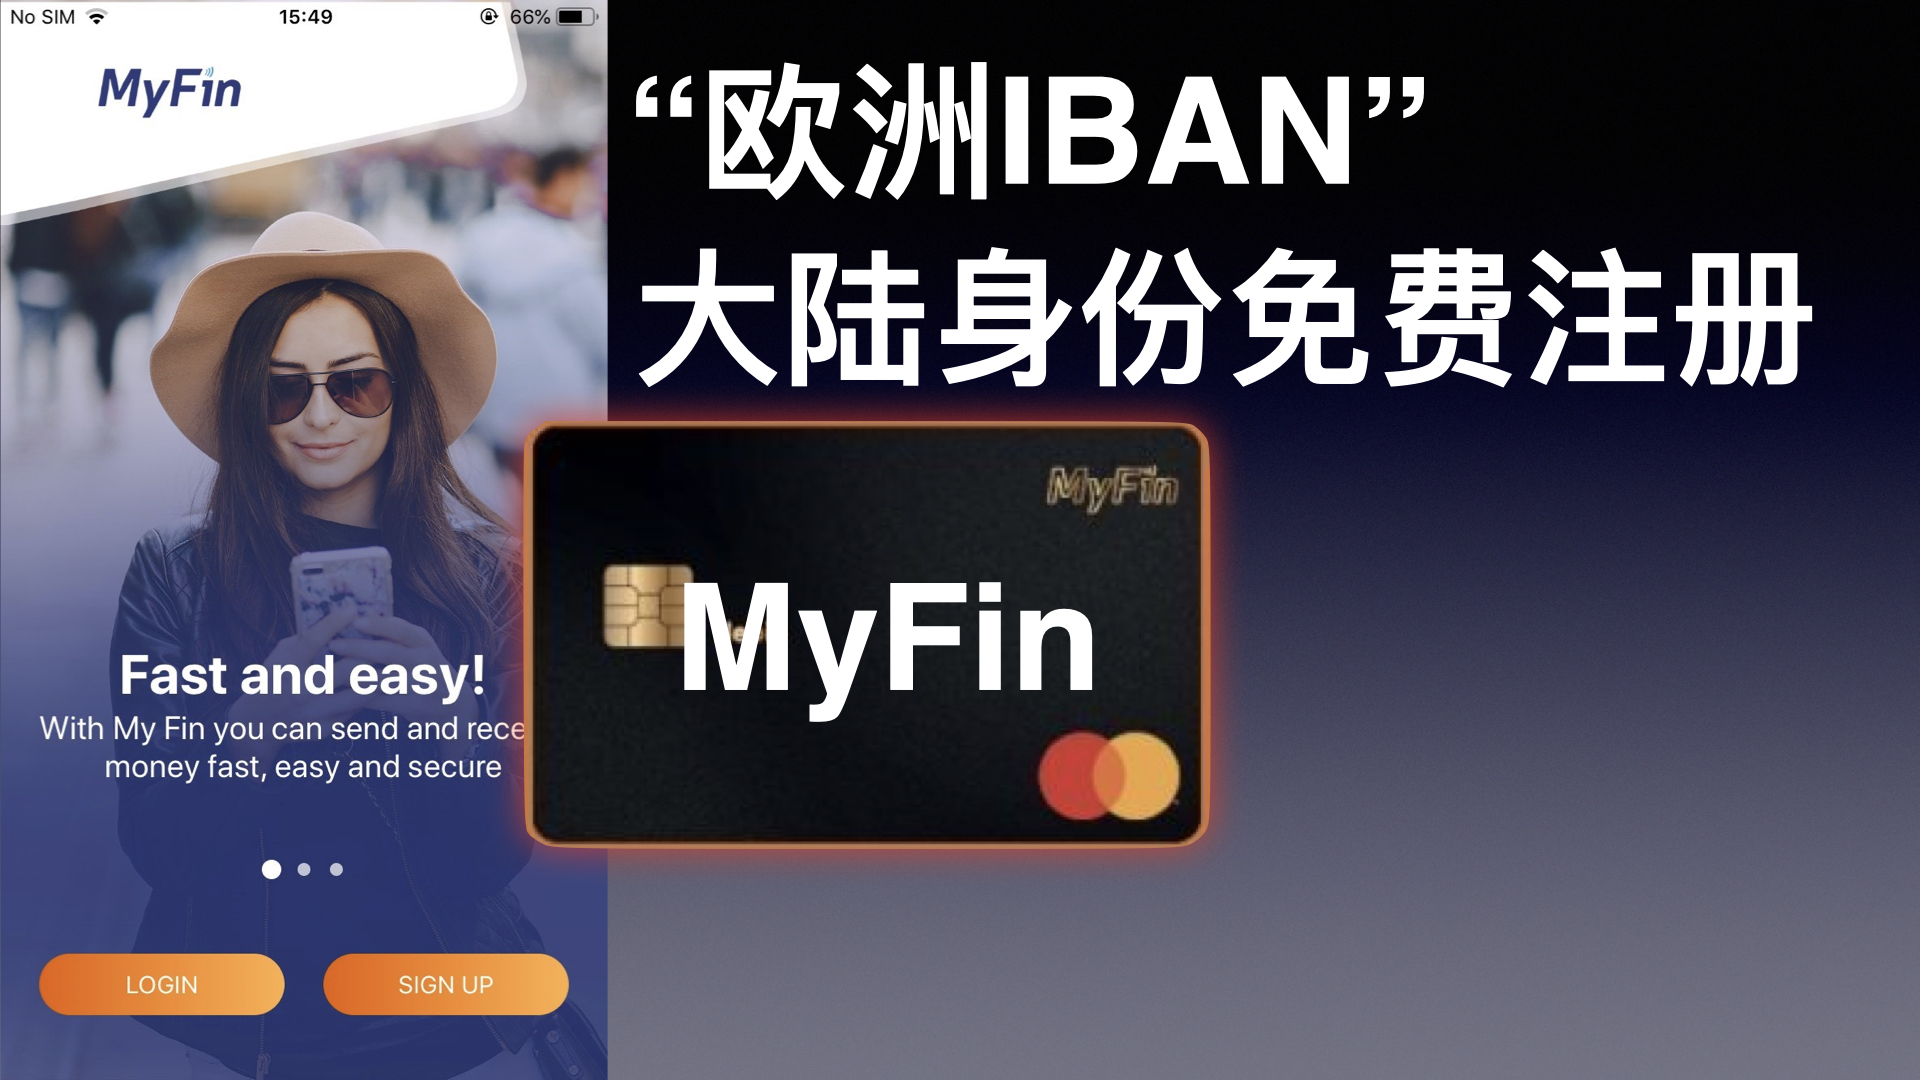 No SIM 15:49 66%
MyFin
Fast and easy!
With My Fin you can send and rece
money fast, easy and secure
LOGIN SIGN UP
“欧洲IBAN”
大陆身份免费注册
MyFin
MyFin